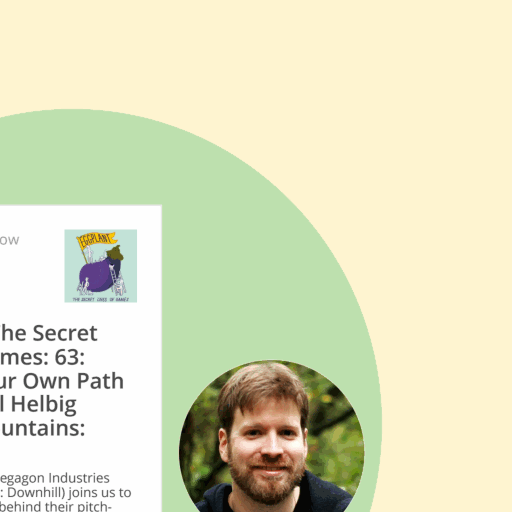 ow
EGGPLANT
THE SECRET LIVES OF GAMES
he Secret
mes: 63:
ur Own Path
l Helbig
untains:
egagon Industries
: Downhill) joins us to
behind their pitch-